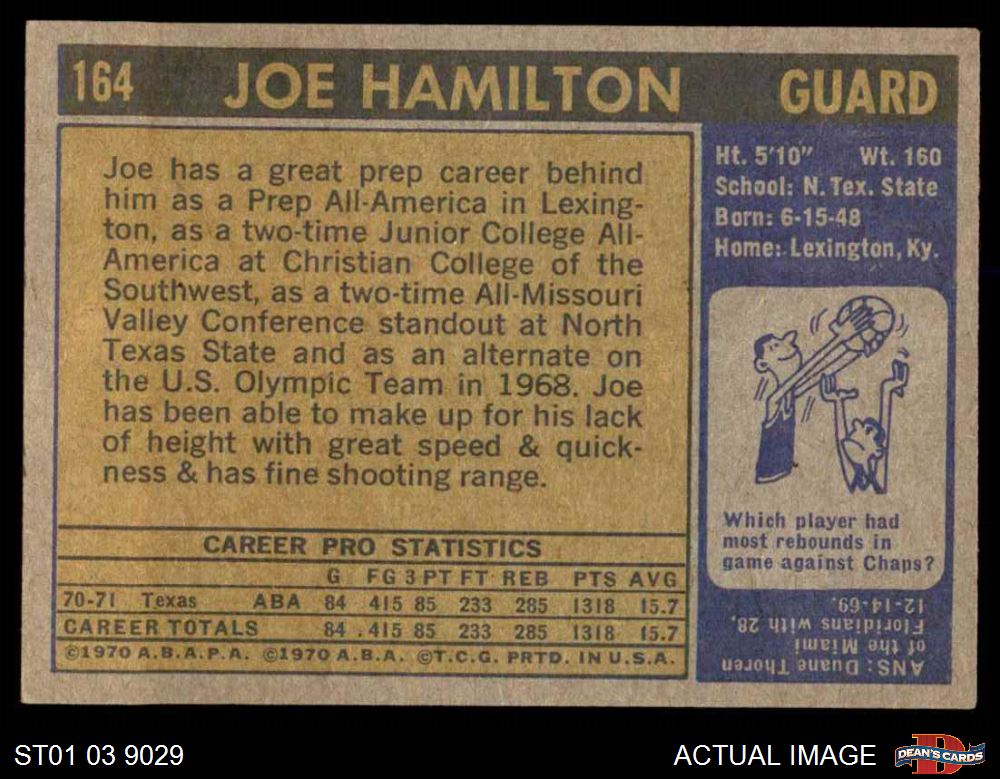 164 JOE HAMILTON GUARD
Joe has a great prep career behind
him as a Prep All-America in Lexing-
ton, as a two-time Junior College All-
America at Christian College of the
Southwest, as a two-time All-Missouri
Valley Conference standout at North
Texas State and as an alternate on
the U.S. Olympic Team in 1968. Joe
has been able to make up for his lack
of height with great speed & quick-
ness & has fine shooting range.
CAREER PRO STATISTICS
G FG 3 PT FT REB PTS AVG
70-71 Texas ABA 84 415 85 233 285 1318 15.7
CAREER TOTALS 84 . 415 85 233 285 1318 15.7
©1970 A.B.A.P.A. ©1970 A.B.A. ©T.C.G. PRTD. IN U.S.A.
Ht. 5'10" Wt. 160
School: N. Tex. State
Born: 6-15-48
Home: Lexington, Ky.
Which player had
most rebounds in
game against Chaps?
ANS: Duane Thoren
of the Miami
Floridians with 28,
12-14-69.
ST01 03 9029
ACTUAL IMAGE
D
DEAN'S CARDS